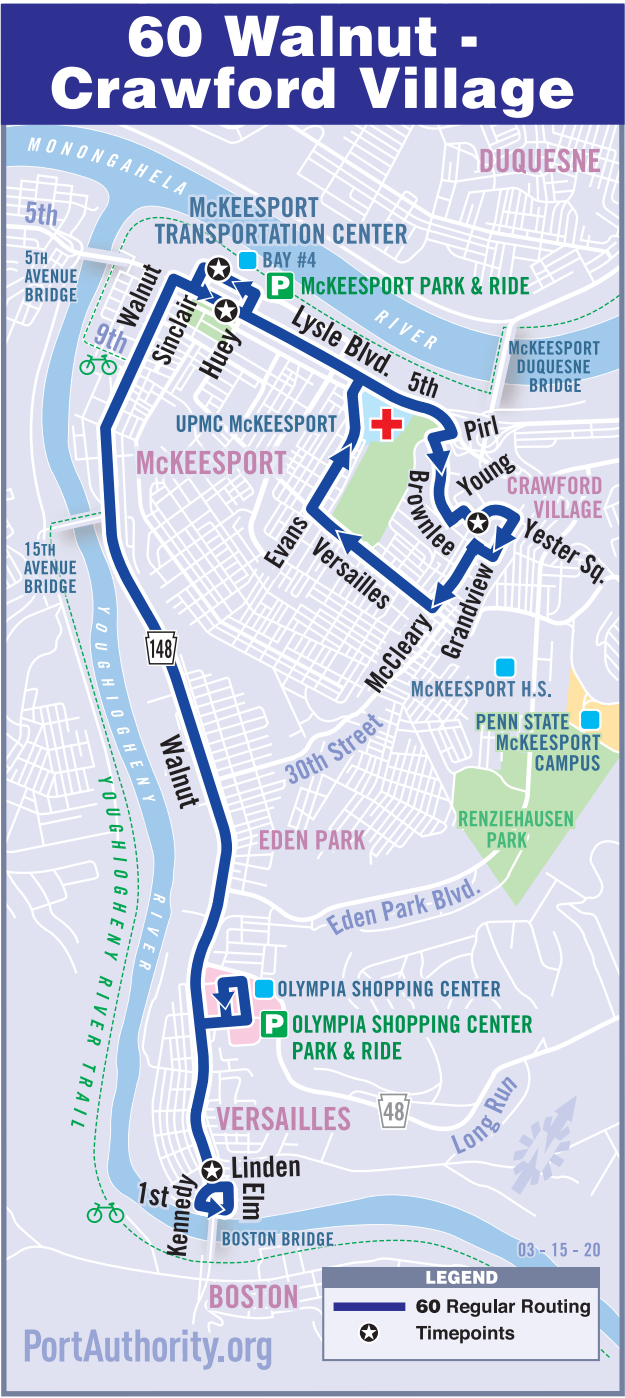 60 Walnut -
Crawford Village
MONONGAHELA
DUQUESNE
5th
McKEESPORT
TRANSPORTATION CENTER
BAY #4
5TH
AVENUE
BRIDGE
P McKEESPORT PARK & RIDE
Walnut
Sinclair
Huey
9th
Lysle Blvd.
RIVER
5th
McKEESPORT
DUQUESNE
BRIDGE
UPMC McKEESPORT
Pirl
McKEESPORT
Young
CRAWFORD
VILLAGE
Brownlee
Yester Sq.
Evans
Versailles
15TH
AVENUE
BRIDGE
Grandview
McCleary
148
YOUGHIOGHENY
RIVER
McKEESPORT H.S.
PENN STATE
McKEESPORT
CAMPUS
Walnut
30th Street
YOUGHIOGHENY RIVER TRAIL
RENZIEHAUSEN
PARK
EDEN PARK
Eden Park Blvd.
OLYMPIA SHOPPING CENTER
P OLYMPIA SHOPPING CENTER
PARK & RIDE
48
Long Run
VERSAILLES
Linden
1st
Kennedy
Elm
BOSTON BRIDGE
03 - 15 - 20
BOSTON
LEGEND
60 Regular Routing
Timepoints
PortAuthority.org